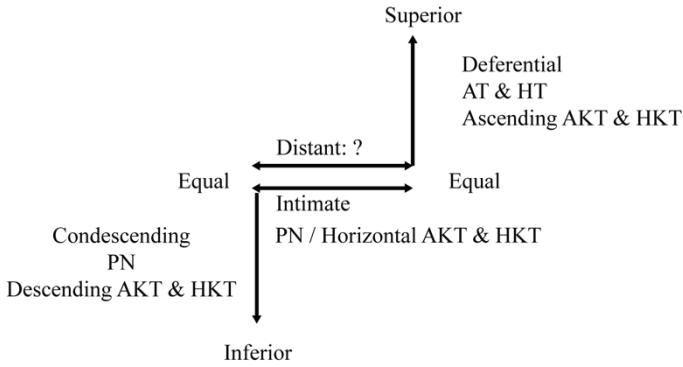 Superior
Deferential
AT & HT
Ascending AKT & HKT
Distant: ?
Equal
Equal
Intimate
PN / Horizontal AKT & HKT
Condescending
PN
Descending AKT & HKT
Inferior